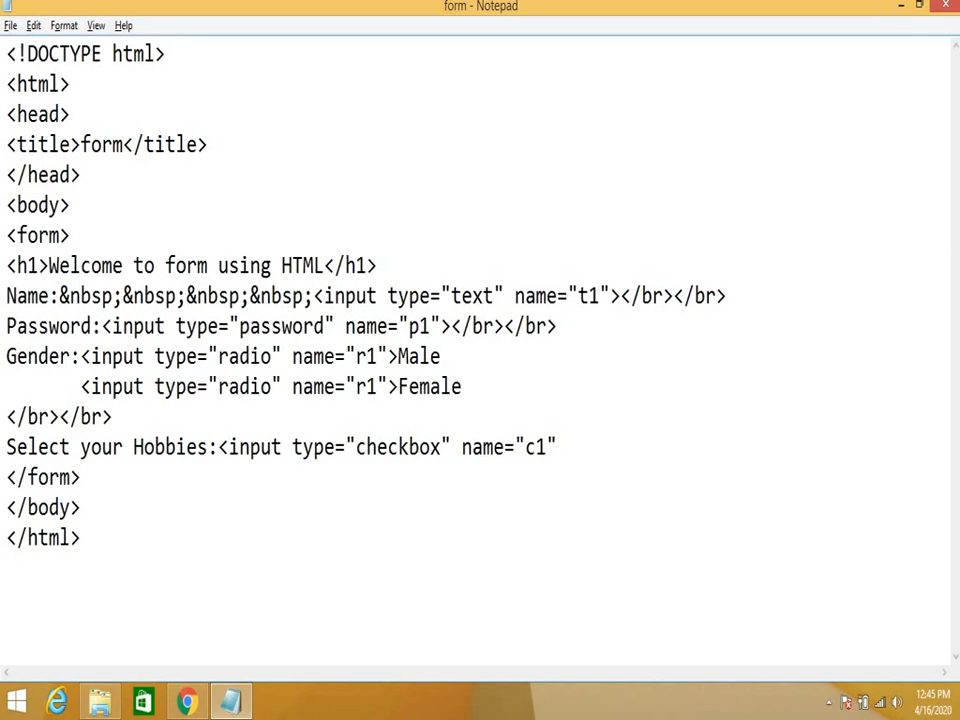 form - Notepad
File Edit Format View Help
<!DOCTYPE html>
<html>
<head>
<title>form</title>
</head>
<body>
<form>
<h1>Welcome to form using HTML</h1>
Name:&nbsp;&nbsp;&nbsp;&nbsp;<input type="text" name="t1"></br></br>
Password:<input type="password" name="p1"></br></br>
Gender:<input type="radio" name="r1">Male
<input type="radio" name="r1">Female
</br></br>
Select your Hobbies:<input type="checkbox" name="c1"
</form>
</body>
</html>
12:45 PM
4/16/2020